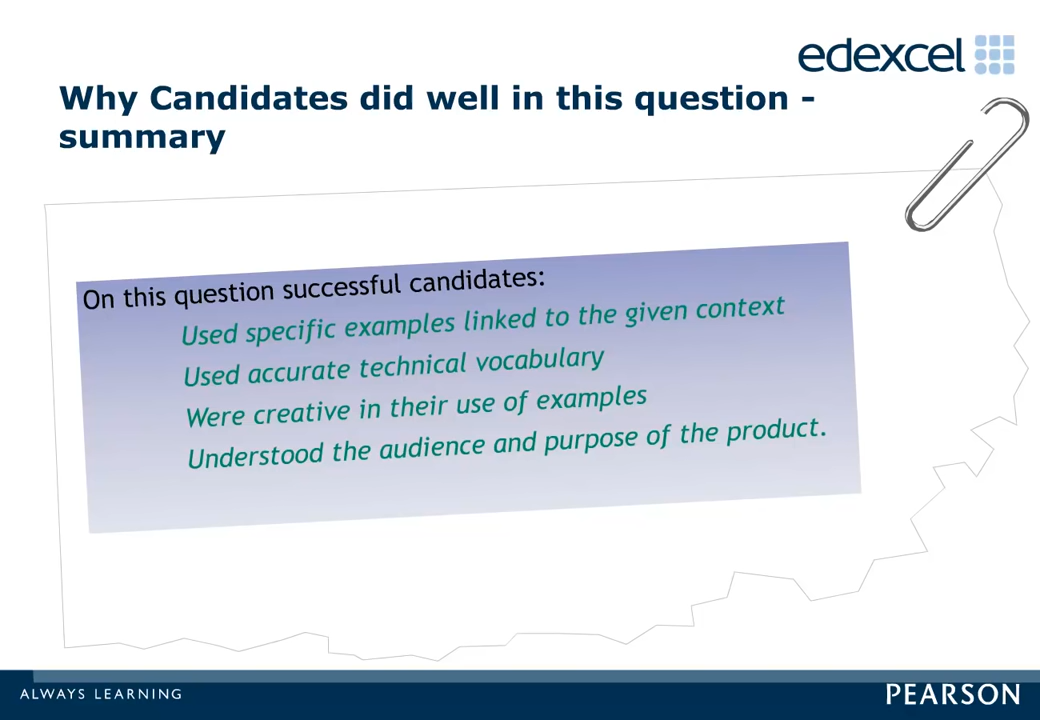 edexcel
Why Candidates did well in this question -
summary
On this question successful candidates:
Used specific examples linked to the given context
Used accurate technical vocabulary
Were creative in their use of examples
Understood the audience and purpose of the product.
ALWAYS LEARNING
PEARSON